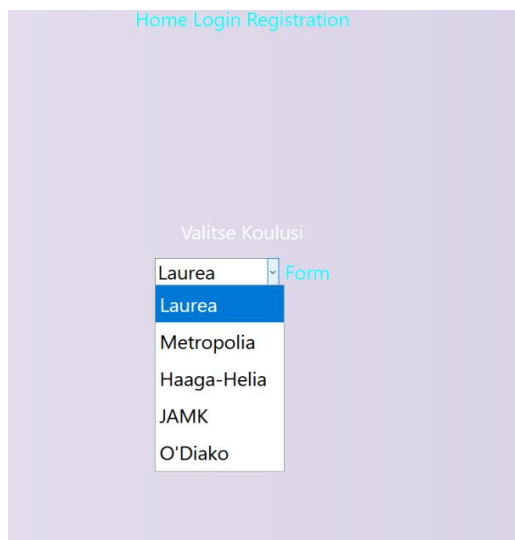 Home Login Registration
Valitse Koulusi
Laurea Form
Laurea
Metropolia
Haaga-Helia
JAMK
O'Diako